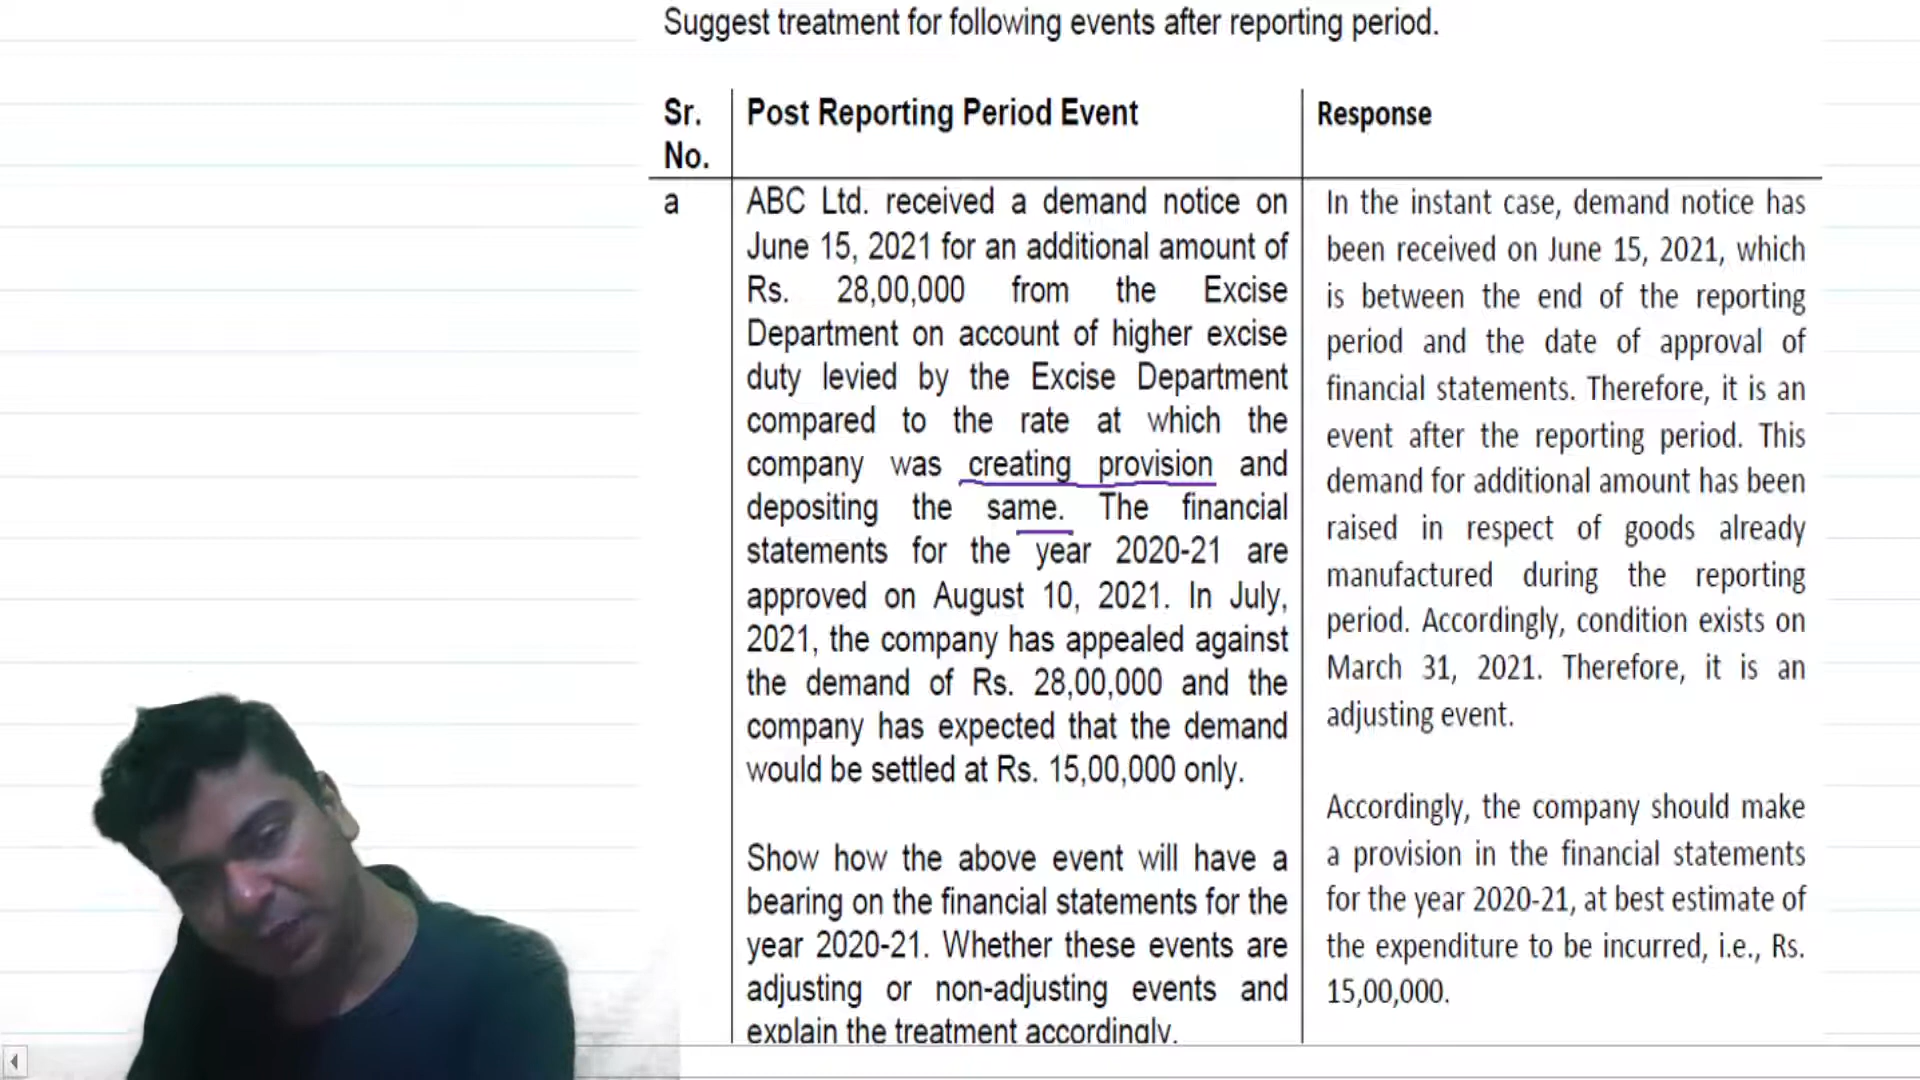 Suggest treatment for following events after reporting period.
Sr. No.
Post Reporting Period Event
Response
a
ABC Ltd. received a demand notice on
June 15, 2021 for an additional amount of
Rs. 28,00,000 from the Excise
Department on account of higher excise
duty levied by the Excise Department
compared to the rate at which the
company was creating provision and
depositing the same. The financial
statements for the year 2020-21 are
approved on August 10, 2021. In July,
2021, the company has appealed against
the demand of Rs. 28,00,000 and the
company has expected that the demand
would be settled at Rs. 15,00,000 only.
Show how the above event will have a
bearing on the financial statements for the
year 2020-21. Whether these events are
adjusting or non-adjusting events and
explain the treatment accordingly.
In the instant case, demand notice has
been received on June 15, 2021, which
is between the end of the reporting
period and the date of approval of
financial statements. Therefore, it is an
event after the reporting period. This
demand for additional amount has been
raised in respect of goods already
manufactured during the reporting
period. Accordingly, condition exists on
March 31, 2021. Therefore, it is an
adjusting event.
Accordingly, the company should make
a provision in the financial statements
for the year 2020-21, at best estimate of
the expenditure to be incurred, i.e., Rs.
15,00,000.